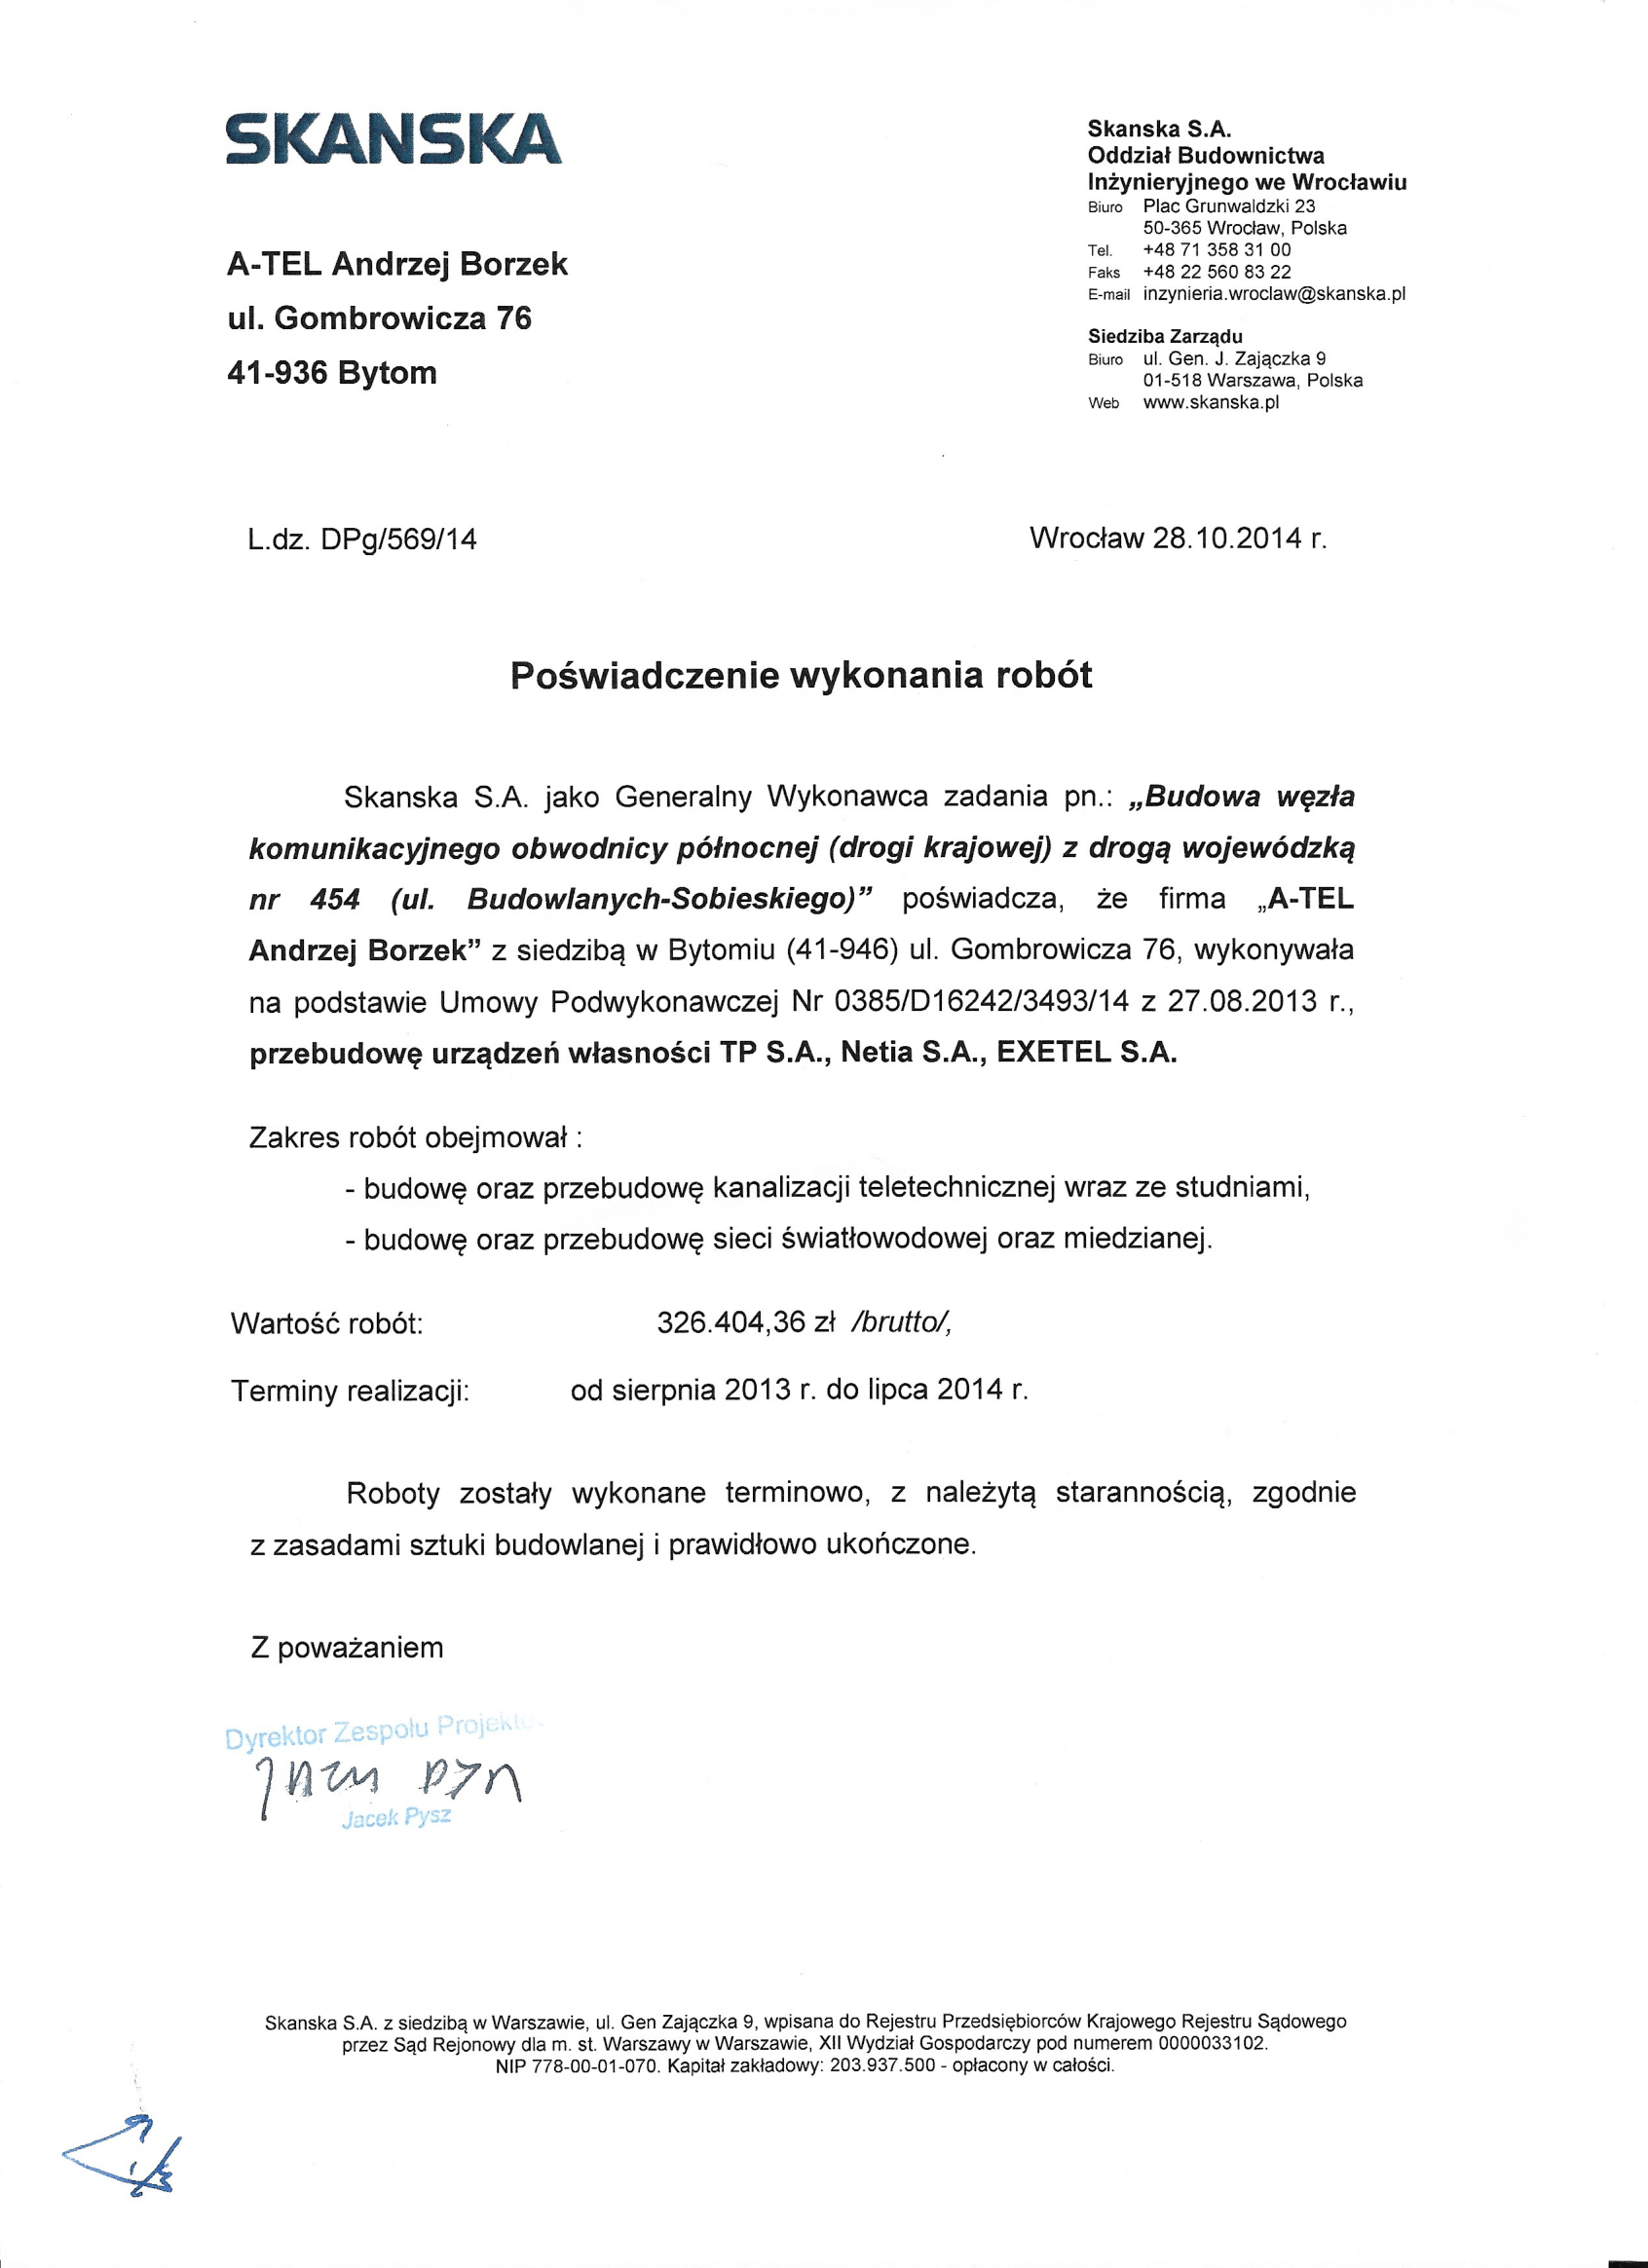 SKANSKA
Skanska S.A.
Oddział Budownictwa
Inżynieryjnego we Wrocławiu
Biuro Plac Grunwaldzki 23
50-365 Wrocław, Polska
Tel. +48 71 358 31 00
Faks +48 22 560 83 22
E-mail inzynieria.wroclaw@skanska.pl
Siedziba Zarządu
Biuro ul. Gen. J. Zajączka 9
01-518 Warszawa, Polska
Web www.skanska.pl
A-TEL Andrzej Borzek
ul. Gombrowicza 76
41-936 Bytom
L.dz. DPg/569/14 Wrocław 28.10.2014 r.
Poświadczenie wykonania robót
Skanska S.A. jako Generalny Wykonawca zadania pn.: „Budowa węzła
komunikacyjnego obwodnicy północnej (drogi krajowej) z drogą wojewódzką
nr 454 (ul. Budowlanych-Sobieskiego)” poświadcza, że firma „A-TEL
Andrzej Borzek” z siedzibą w Bytomiu (41-946) ul. Gombrowicza 76, wykonywała
na podstawie Umowy Podwykonawczej Nr 0385/D16242/3493/14 z 27.08.2013 r.,
przebudowę urządzeń własności TP S.A., Netia S.A., EXETEL S.A.
Zakres robót obejmował :
- budowę oraz przebudowę kanalizacji teletechnicznej wraz ze studniami,
- budowę oraz przebudowę sieci światłowodowej oraz miedzianej.
Wartość robót: 326.404,36 zł /brutto/,
Terminy realizacji: od sierpnia 2013 r. do lipca 2014 r.
Roboty zostały wykonane terminowo, z należytą starannością, zgodnie
z zasadami sztuki budowlanej i prawidłowo ukończone.
Z poważaniem
Dyrektor Zespołu
Jacek Pysz
Skanska S.A. z siedzibą w Warszawie, ul. Gen Zajączka 9, wpisana do Rejestru Przedsiębiorców Krajowego Rejestru Sądowego
przez Sąd Rejonowy dla m. st. Warszawy w Warszawie, XII Wydział Gospodarczy pod numerem 0000033102.
NIP 778-00-01-070. Kapitał zakładowy: 203.937.500 - opłacony w całości.